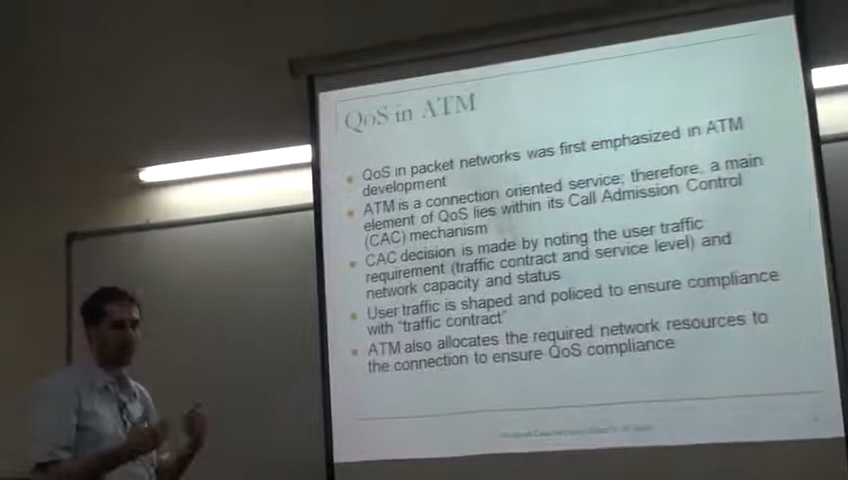 QoS in ATM
QoS in packet networks was first emphasized in ATM
development
ATM is a connection oriented service; therefore, a main
element of QoS lies within its Call Admission Control
(CAC) mechanism
CAC decision is made by noting the user traffic
requirement (traffic contract and service level) and
network capacity and status
User traffic is shaped and policed to ensure compliance
with "traffic contract"
ATM also allocates the required network resources to
the connection to ensure QoS compliance